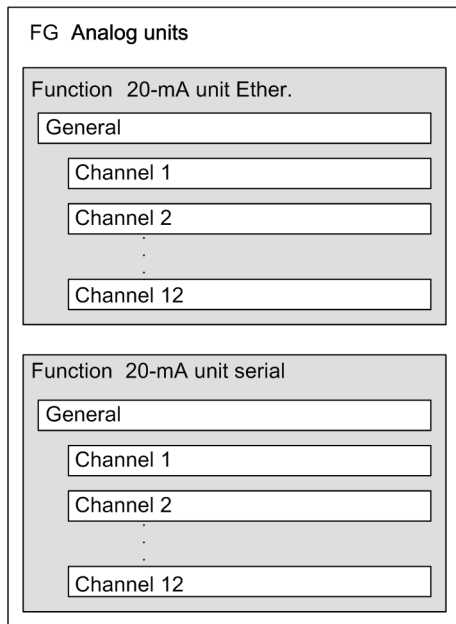 FG Analog units
Function 20-mA unit Ether.
General
Channel 1
Channel 2
.
.
.
Channel 12
Function 20-mA unit serial
General
Channel 1
Channel 2
.
.
.
Channel 12